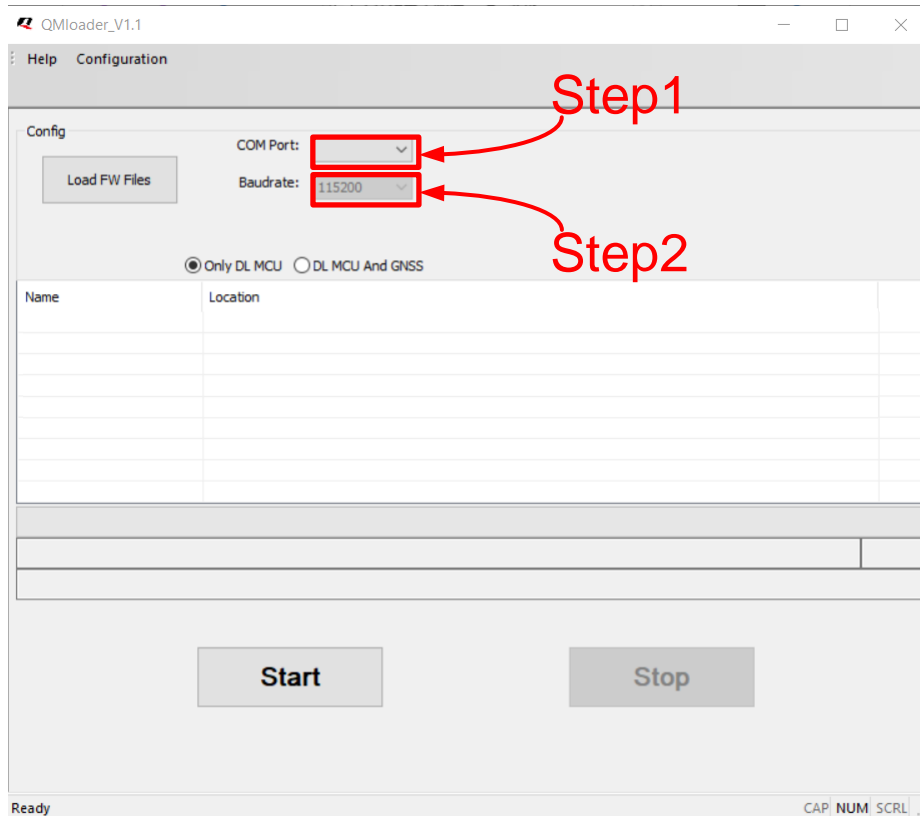 QMloader_V1.1
Help Configuration
Step1
Config
COM Port:
Load FW Files
Baudrate: 115200
Step2
Only DL MCU DL MCU And GNSS
Name Location
Start Stop
Ready CAP NUM SCRL